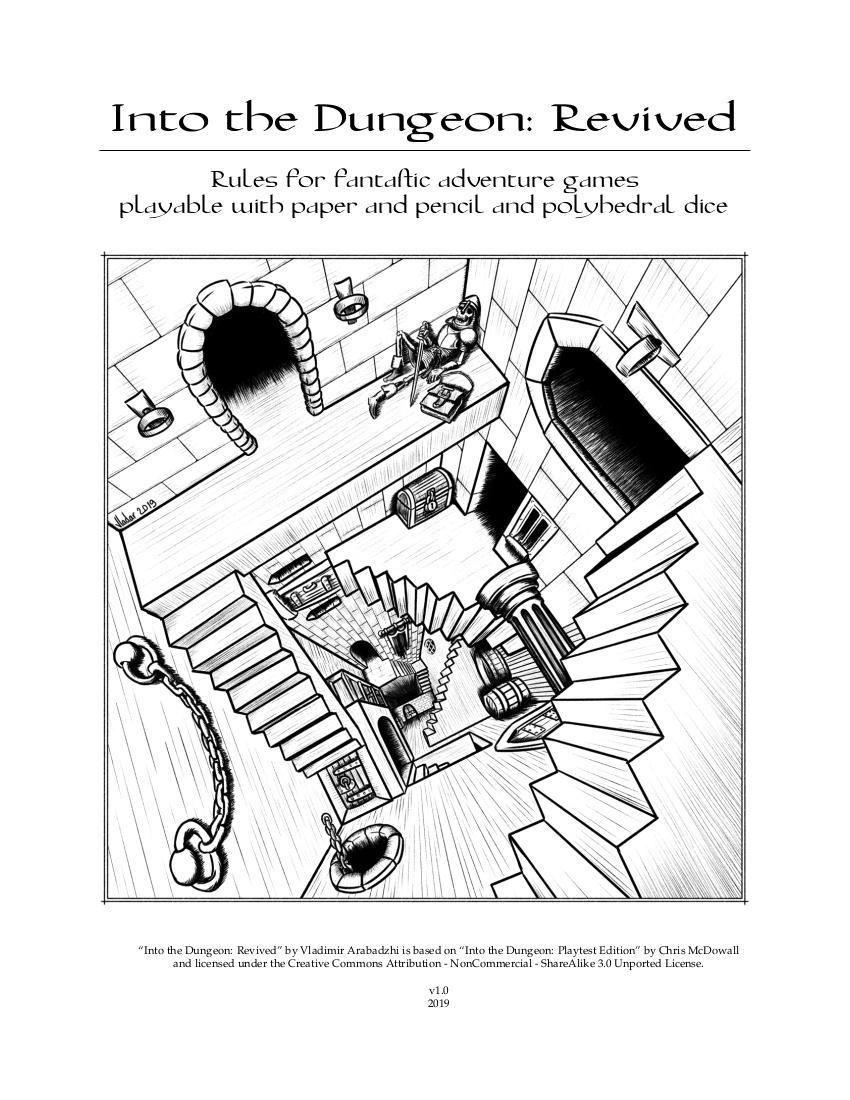 Into the Dungeon: Revived
Rules for fantaſtic adventure games
playable with paper and pencil and polyhedral dice
Vladar 2019
“Into the Dungeon: Revived” by Vladimir Arabadzhi is based on “Into the Dungeon: Playtest Edition” by Chris McDowall
and licensed under the Creative Commons Attribution - NonCommercial - ShareAlike 3.0 Unported License.
v1.0
2019